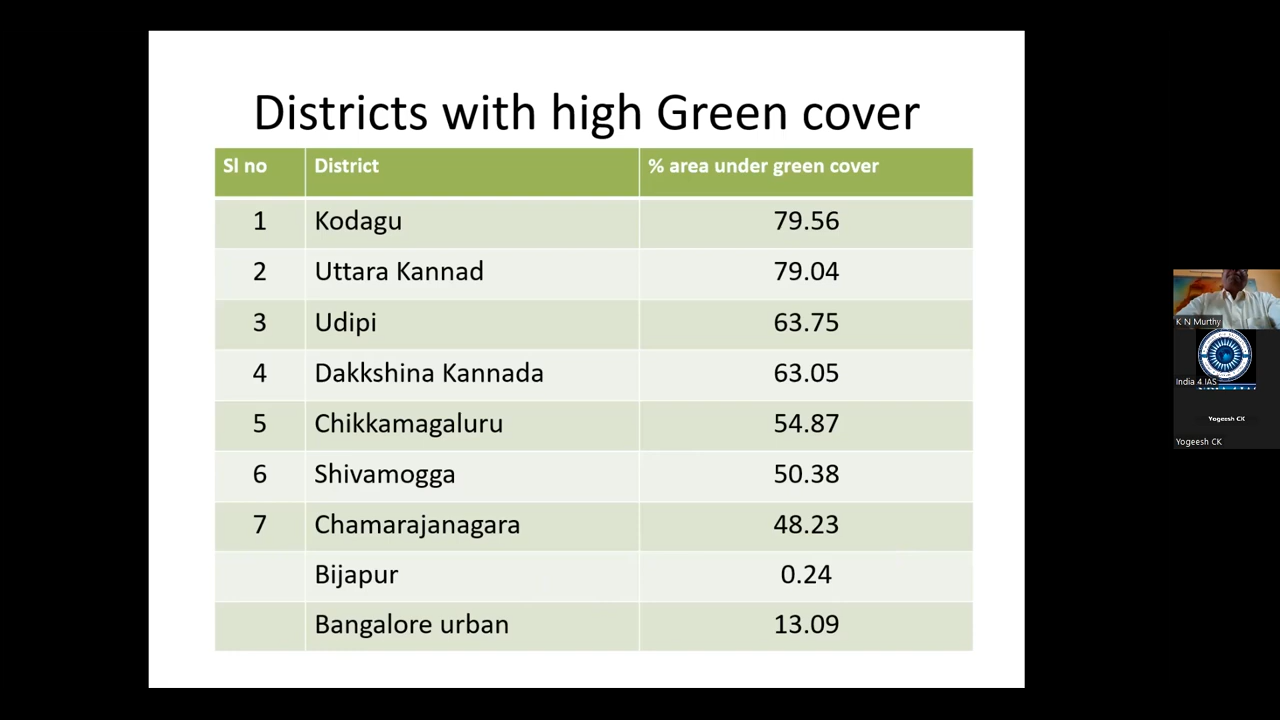 Districts with high Green cover
Sl no District % area under green cover
1 Kodagu 79.56
2 Uttara Kannad 79.04
3 Udipi 63.75
4 Dakkshina Kannada 63.05
5 Chikkamagaluru 54.87
6 Shivamogga 50.38
7 Chamarajanagara 48.23
Bijapur 0.24
Bangalore urban 13.09
K N Murthy
India 4 IAS
Yogeesh CK
Yogeesh CK